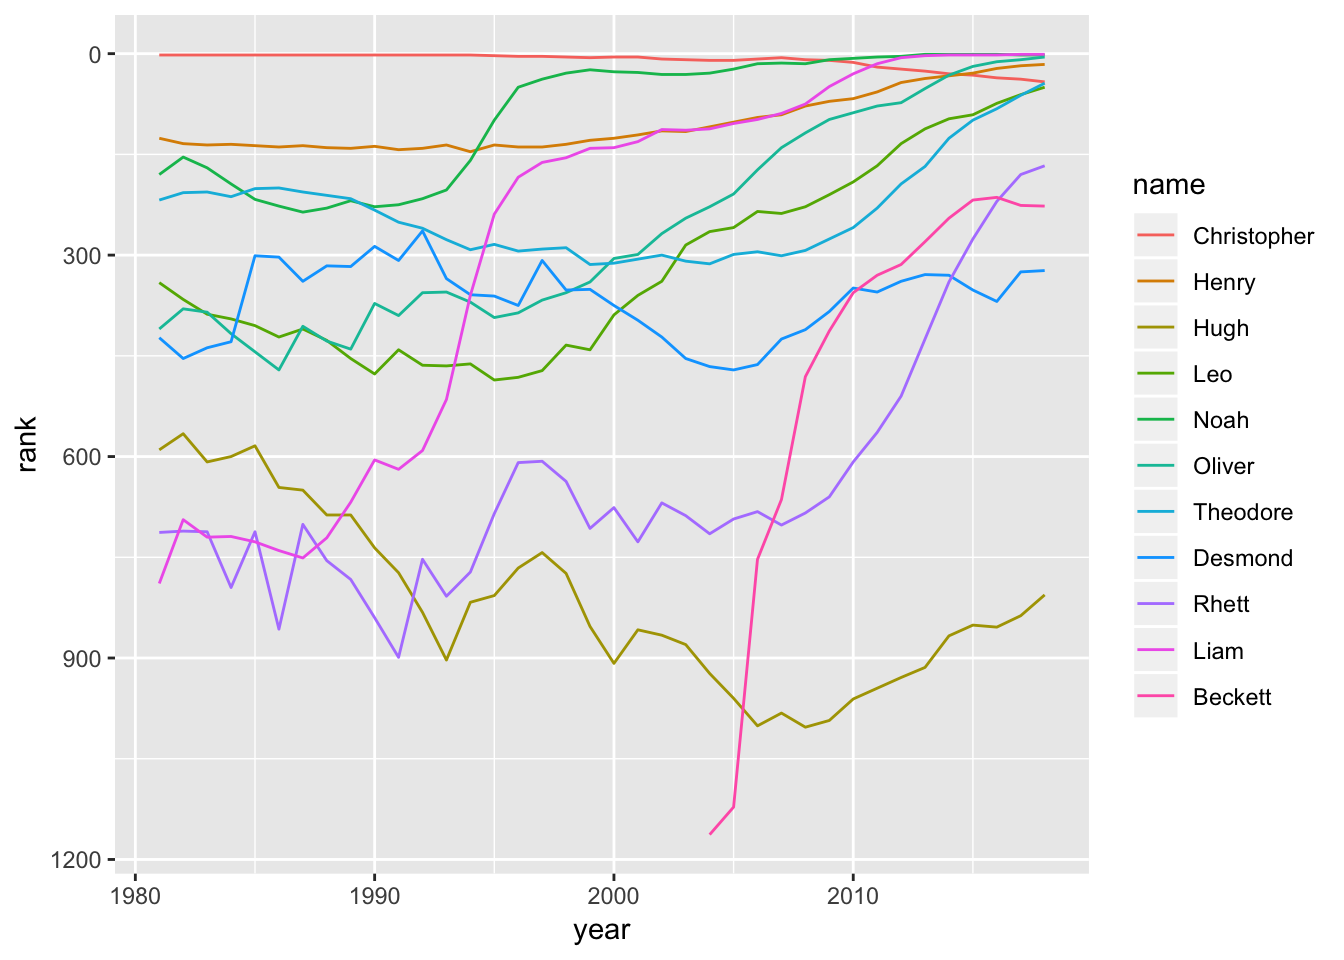 0
300
600
900
1200
rank
1980 1990 2000 2010
year
name
Christopher
Henry
Hugh
Leo
Noah
Oliver
Theodore
Desmond
Rhett
Liam
Beckett